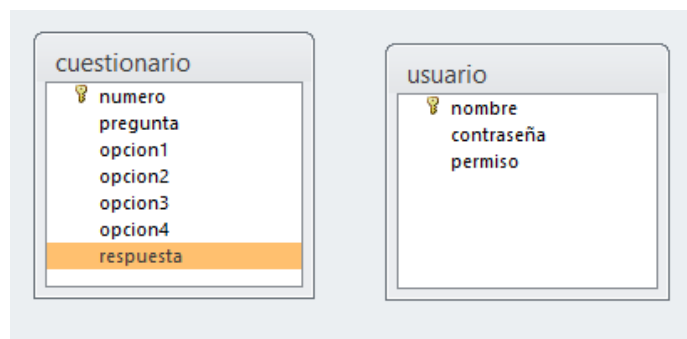 cuestionario
numero
pregunta
opcion1
opcion2
opcion3
opcion4
respuesta
usuario
nombre
contraseña
permiso